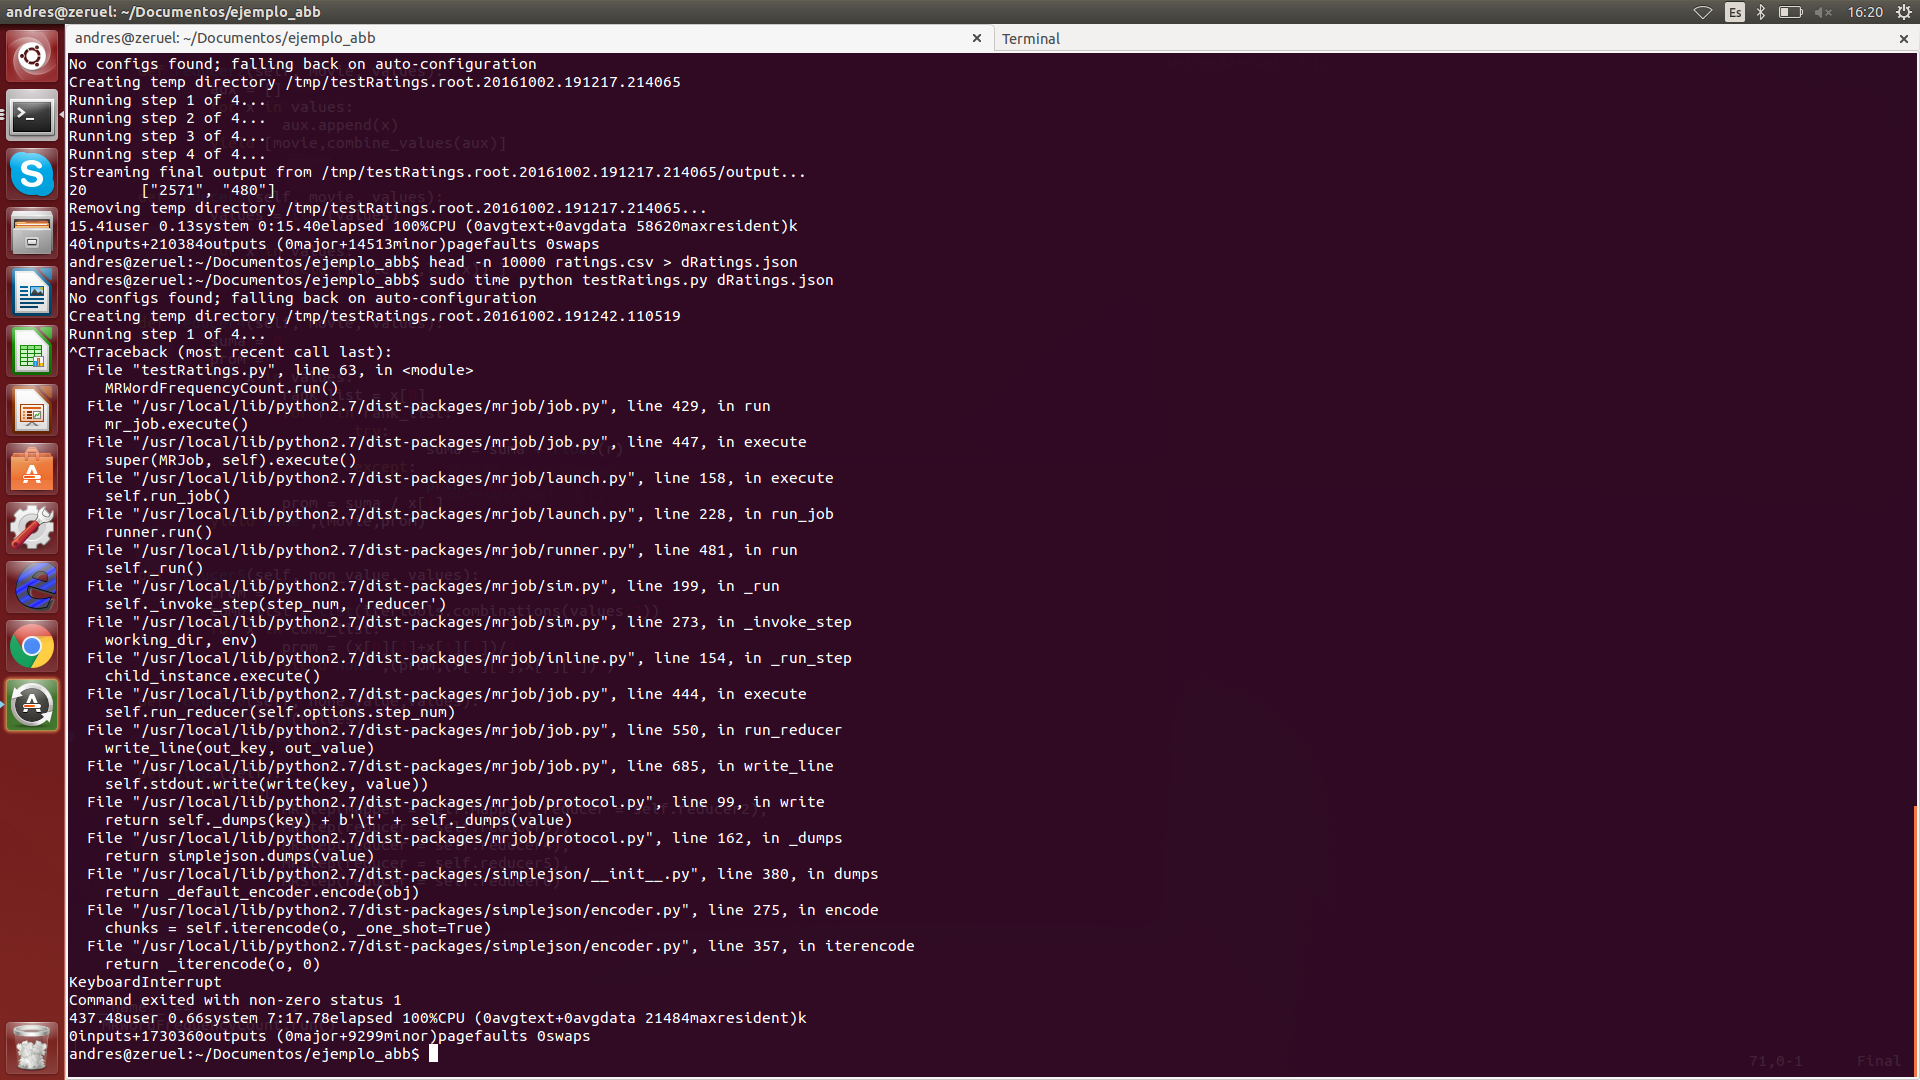 andres@zeruel: ~/Documentos/ejemplo_abb
Es
16:20
andres@zeruel: ~/Documentos/ejemplo_abb
Terminal
No configs found; falling back on auto-configuration
Creating temp directory /tmp/testRatings.root.20161002.191217.214065
Running step 1 of 4...
Running step 2 of 4...
Running step 3 of 4...
Running step 4 of 4...
Streaming final output from /tmp/testRatings.root.20161002.191217.214065/output...
20      ["2571", "480"]
Removing temp directory /tmp/testRatings.root.20161002.191217.214065...
15.41user 0.13system 0:15.40elapsed 100%CPU (0avgtext+0avgdata 58620maxresident)k
40inputs+210384outputs (0major+14513minor)pagefaults 0swaps
andres@zeruel:~/Documentos/ejemplo_abb$ head -n 10000 ratings.csv > dRatings.json
andres@zeruel:~/Documentos/ejemplo_abb$ sudo time python testRatings.py dRatings.json
No configs found; falling back on auto-configuration
Creating temp directory /tmp/testRatings.root.20161002.191242.110519
Running step 1 of 4...
^CTraceback (most recent call last):
  File "testRatings.py", line 63, in <module>
    MRWordFrequencyCount.run()
  File "/usr/local/lib/python2.7/dist-packages/mrjob/job.py", line 429, in run
    mr_job.execute()
  File "/usr/local/lib/python2.7/dist-packages/mrjob/job.py", line 447, in execute
    super(MRJob, self).execute()
  File "/usr/local/lib/python2.7/dist-packages/mrjob/launch.py", line 158, in execute
    self.run_job()
  File "/usr/local/lib/python2.7/dist-packages/mrjob/launch.py", line 228, in run_job
    runner.run()
  File "/usr/local/lib/python2.7/dist-packages/mrjob/runner.py", line 481, in run
    self._run()
  File "/usr/local/lib/python2.7/dist-packages/mrjob/sim.py", line 199, in _run
    self._invoke_step(step_num, 'reducer')
  File "/usr/local/lib/python2.7/dist-packages/mrjob/sim.py", line 273, in _invoke_step
    working_dir, env)
  File "/usr/local/lib/python2.7/dist-packages/mrjob/inline.py", line 154, in _run_step
    child_instance.execute()
  File "/usr/local/lib/python2.7/dist-packages/mrjob/job.py", line 444, in execute
    self.run_reducer(self.options.step_num)
  File "/usr/local/lib/python2.7/dist-packages/mrjob/job.py", line 550, in run_reducer
    write_line(out_key, out_value)
  File "/usr/local/lib/python2.7/dist-packages/mrjob/job.py", line 685, in write_line
    self.stdout.write(write(key, value))
  File "/usr/local/lib/python2.7/dist-packages/mrjob/protocol.py", line 99, in write
    return self._dumps(key) + b'\t' + self._dumps(value)
  File "/usr/local/lib/python2.7/dist-packages/mrjob/protocol.py", line 162, in _dumps
    return simplejson.dumps(value)
  File "/usr/local/lib/python2.7/dist-packages/simplejson/__init__.py", line 380, in dumps
    return _default_encoder.encode(obj)
  File "/usr/local/lib/python2.7/dist-packages/simplejson/encoder.py", line 275, in encode
    chunks = self.iterencode(o, _one_shot=True)
  File "/usr/local/lib/python2.7/dist-packages/simplejson/encoder.py", line 357, in iterencode
    return _iterencode(o, 0)
KeyboardInterrupt
Command exited with non-zero status 1
437.48user 0.66system 7:17.78elapsed 100%CPU (0avgtext+0avgdata 21484maxresident)k
0inputs+1730360outputs (0major+9299minor)pagefaults 0swaps
andres@zeruel:~/Documentos/ejemplo_abb$
71,0-1 Final